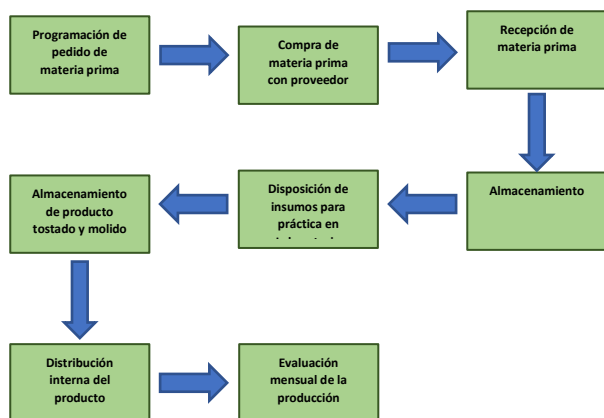 Programación de
pedido de
materia prima
Compra de
materia prima
con proveedor
Recepción de
materia prima
Almacenamiento
Disposición de
insumos para
práctica en
Almacenamiento
de producto
tostado y molido
Distribución
interna del
producto
Evaluación
mensual de la
producción